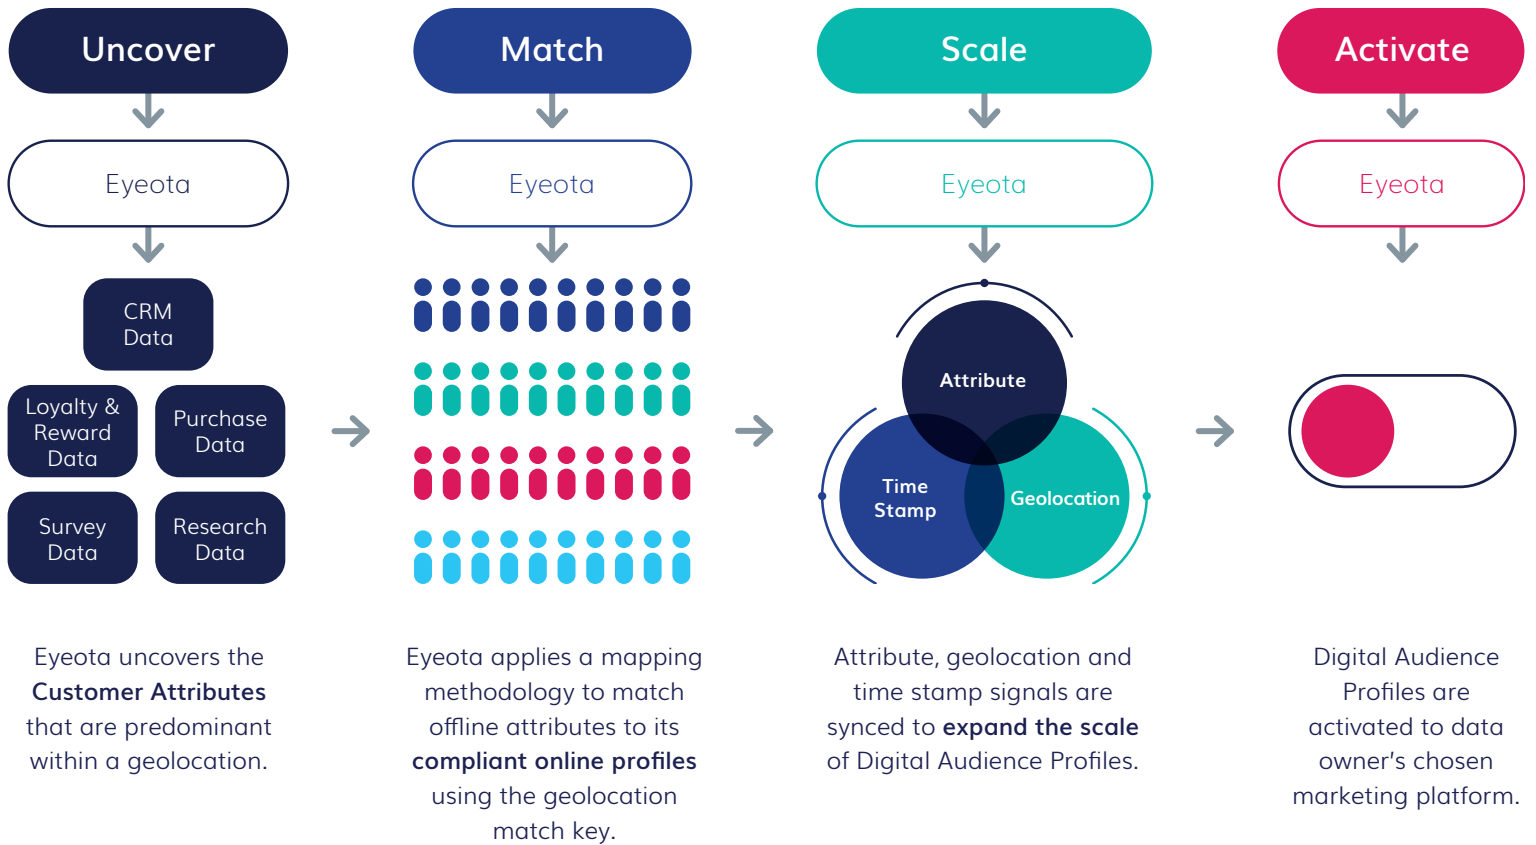 Uncover
Eyeota
CRM
Data
Loyalty &
Reward
Data
Purchase
Data
Survey
Data
Research
Data
Eyeota uncovers the
Customer Attributes
that are predominant
within a geolocation.
Match
Eyeota
Eyeota applies a mapping
methodology to match
offline attributes to its
compliant online profiles
using the geolocation
match key.
Scale
Eyeota
Attribute
Time
Stamp
Geolocation
Attribute, geolocation and
time stamp signals are
synced to expand the scale
of Digital Audience Profiles.
Activate
Eyeota
Digital Audience
Profiles are
activated to data
owner's chosen
marketing platform.